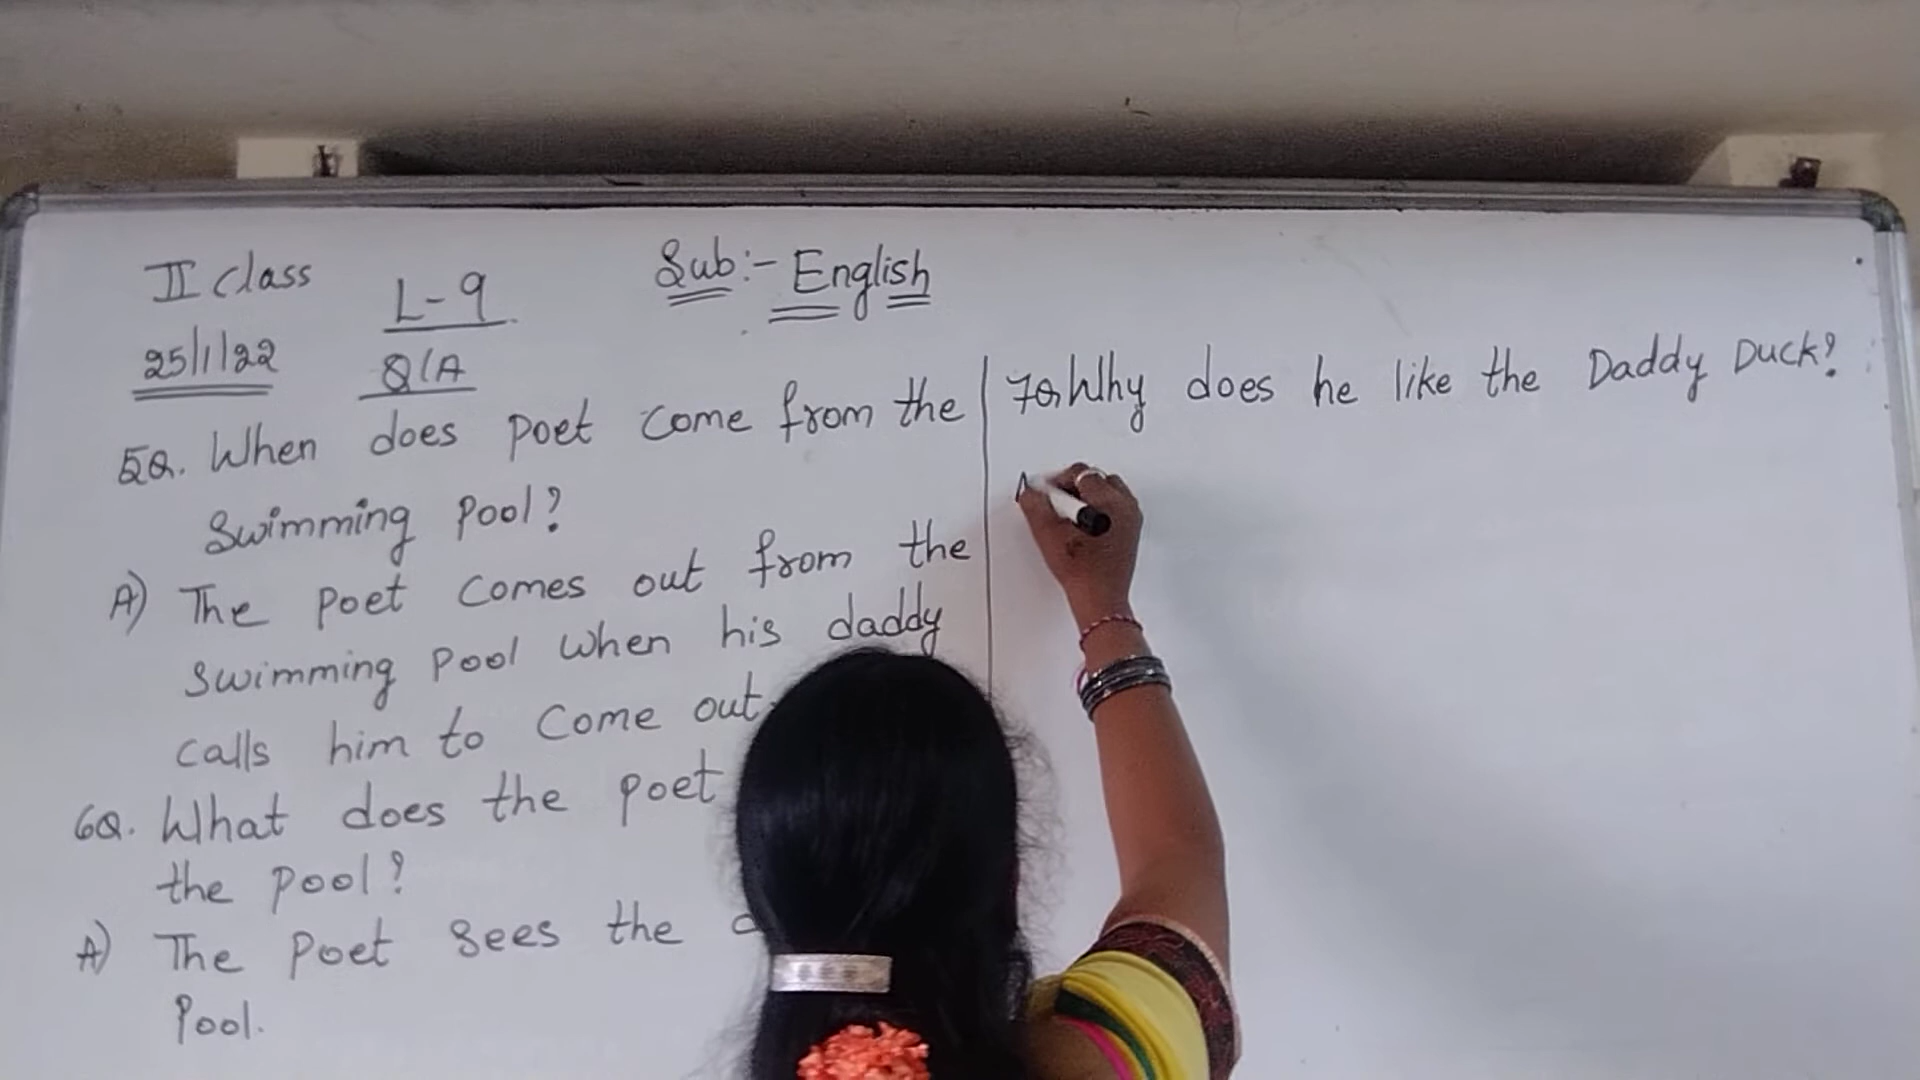 II Class
L-9
Sub:- English
25/1/22
Q/A
5Q. When does poet come from the
Swimming pool?
A) The poet comes out from the
swimming pool when his daddy
calls him to come out.
6Q. What does the poet
the pool?
A) The poet sees the
pool.
7Q, Why does he like the Daddy Duck?
A